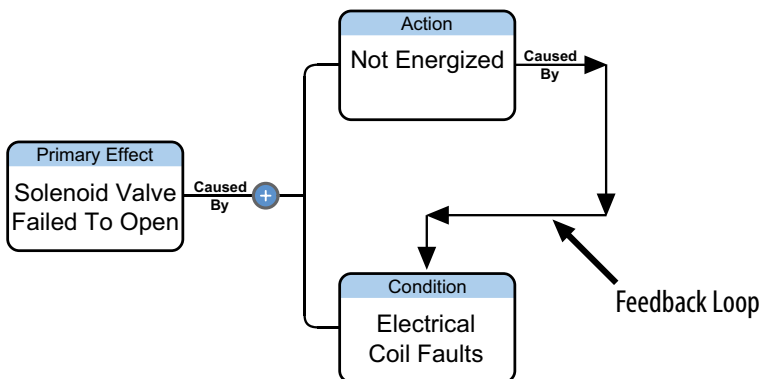 Action
Not Energized
Caused
By
Primary Effect
Solenoid Valve
Failed To Open
Caused
By
+
Condition
Electrical
Coil Faults
Feedback Loop